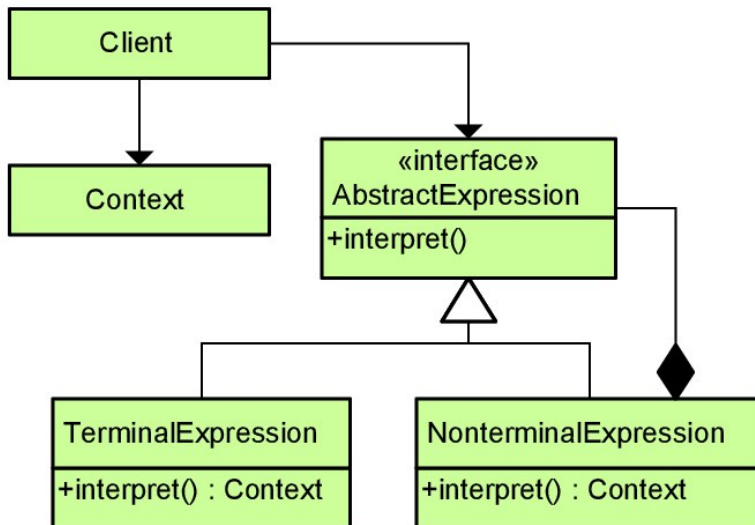 Client
Context
«interface»
AbstractExpression
+interpret()
TerminalExpression
+interpret() : Context
NonterminalExpression
+interpret() : Context